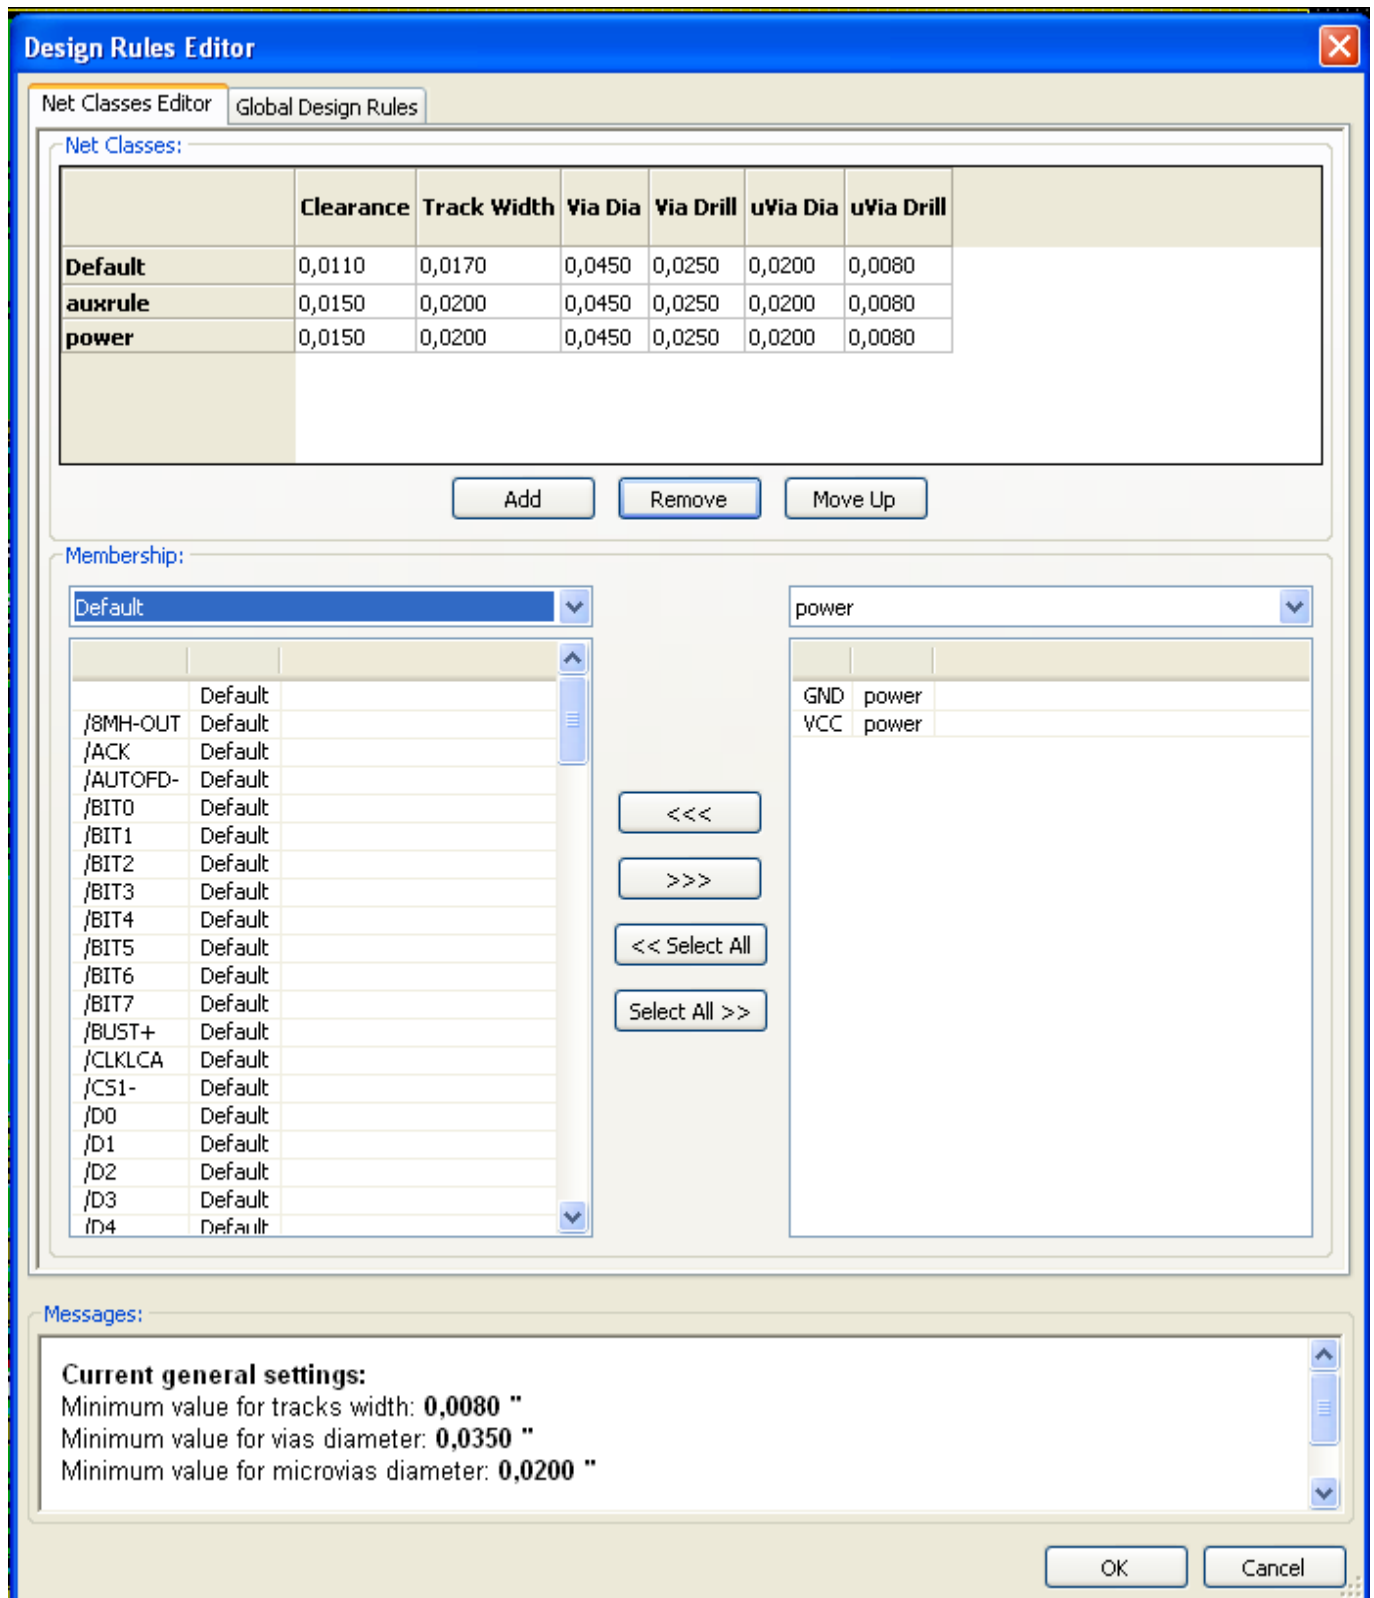 Design Rules Editor
Net Classes Editor Global Design Rules
Net Classes:
Clearance Track Width Via Dia Via Drill uVia Dia uVia Drill
Default 0,0110 0,0170 0,0450 0,0250 0,0200 0,0080
auxrule 0,0150 0,0200 0,0450 0,0250 0,0200 0,0080
power 0,0150 0,0200 0,0450 0,0250 0,0200 0,0080
Add Remove Move Up
Membership:
Default
Default
/8MH-OUT Default
/ACK Default
/AUTOFD- Default
/BIT0 Default
/BIT1 Default
/BIT2 Default
/BIT3 Default
/BIT4 Default
/BIT5 Default
/BIT6 Default
/BIT7 Default
/BUST+ Default
/CLKLCA Default
/CS1- Default
/D0 Default
/D1 Default
/D2 Default
/D3 Default
/D4 Default
<<<
>>>
<< Select All
Select All >>
power
GND power
VCC power
Messages:
Current general settings:
Minimum value for tracks width: 0,0080 "
Minimum value for vias diameter: 0,0350 "
Minimum value for microvias diameter: 0,0200 "
OK Cancel